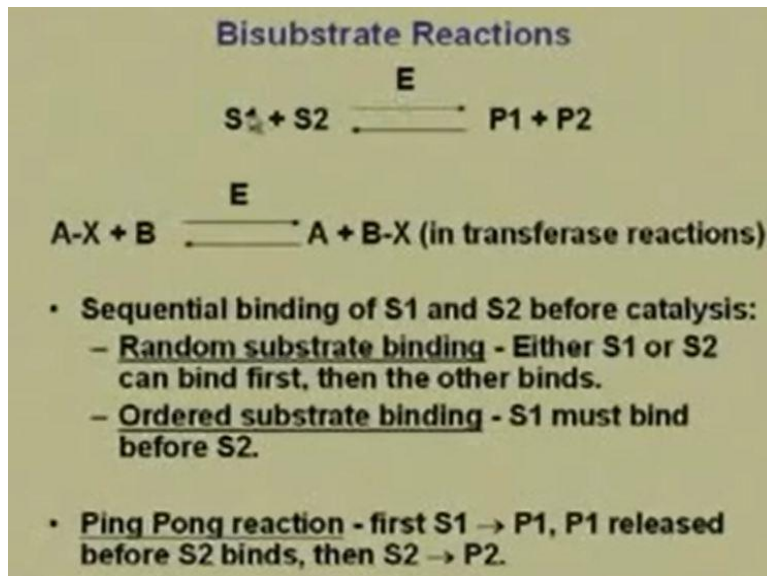 Bisubstrate Reactions
E
S1 + S2 ⇌ P1 + P2
E
A-X + B ⇌ A + B-X (in transferase reactions)
• Sequential binding of S1 and S2 before catalysis:
– Random substrate binding - Either S1 or S2
can bind first, then the other binds.
– Ordered substrate binding - S1 must bind
before S2.
• Ping Pong reaction - first S1 → P1, P1 released
before S2 binds, then S2 → P2.